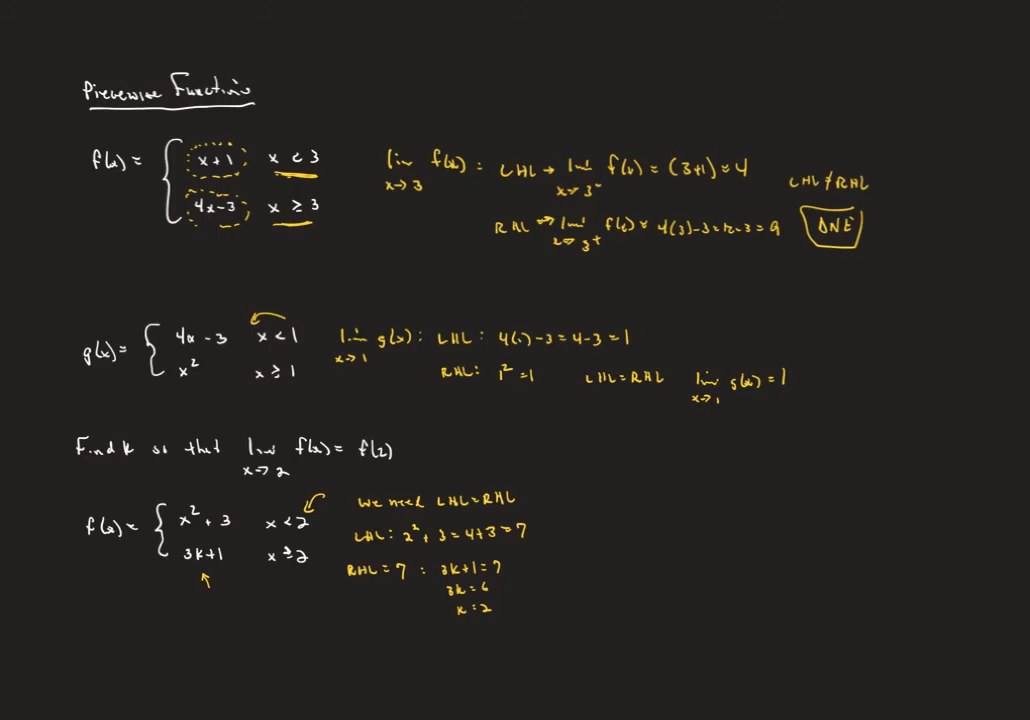 Piecewise Functions
f(x) = { x+1 x < 3
4x-3 x ≥ 3
lim x→3 f(x) = LHL → lim x→3⁻ f(x) = (3+1) = 4
RHL → lim x→3⁺ f(x) = 4(3)-3 = 12-3 = 9
LHL ≠ RHL
DNE
g(x) = { 4x-3 x < 1
x² x ≥ 1
lim x→1 g(x) : LHL : 4(1)-3 = 4-3 = 1
RHL : 1² = 1 LHL = RHL lim x→1 g(x) = 1
Find k so that lim x→2 f(x) = f(2)
f(x) = { x² + 3 x < 2
3k+1 x ≥ 2
We need LHL = RHL
LHL : 2² + 3 = 4+3 = 7
RHL = 7 : 3k+1 = 7
3k = 6
k = 2